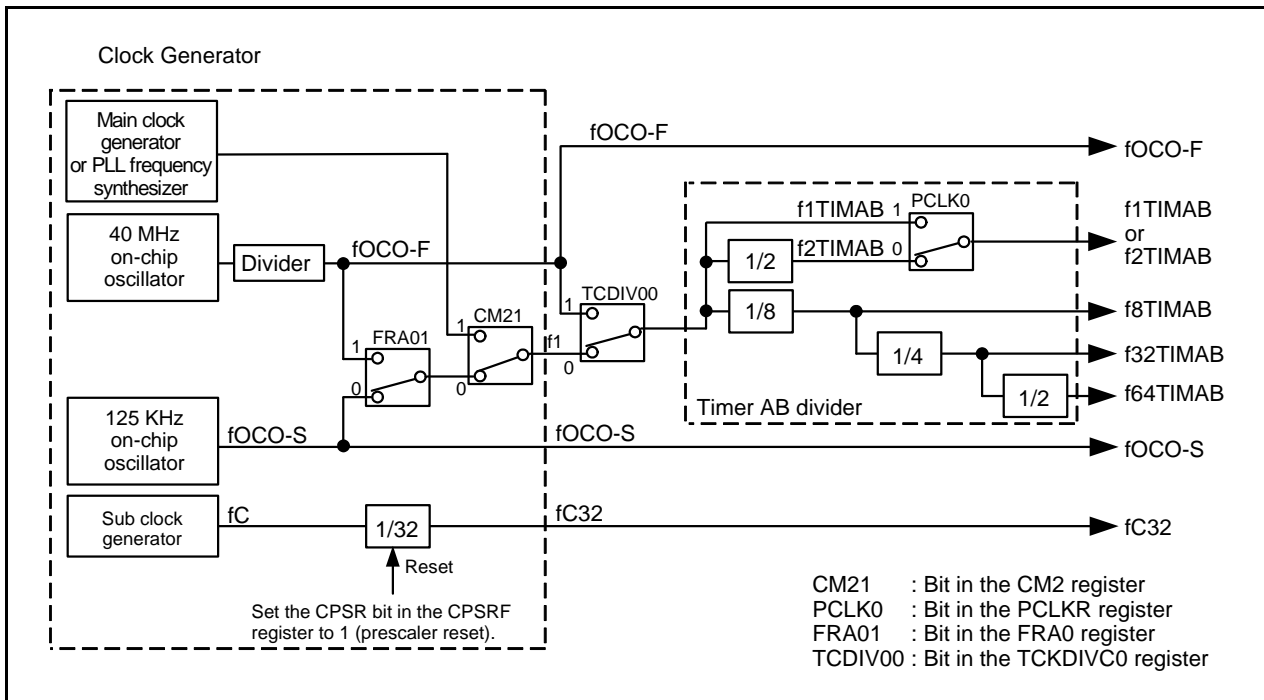 Clock Generator
Main clock
generator
or PLL frequency
synthesizer
fOCO-F
fOCO-F
40 MHz
on-chip
oscillator
Divider
fOCO-F
TCDIV00
1
0
CM21
1
0
f1
FRA01
1
0
f1TIMAB
1
PCLK0
f2TIMAB
0
1/2
f1TIMAB
or
f2TIMAB
1/8
f8TIMAB
1/4
f32TIMAB
1/2
f64TIMAB
Timer AB divider
125 KHz
on-chip
oscillator
fOCO-S
fOCO-S
fOCO-S
Sub clock
generator
fC
1/32
fC32
fC32
Reset
Set the CPSR bit in the CPSRF
register to 1 (prescaler reset).
CM21 : Bit in the CM2 register
PCLK0 : Bit in the PCLKR register
FRA01 : Bit in the FRA0 register
TCDIV00 : Bit in the TCKDIVC0 register